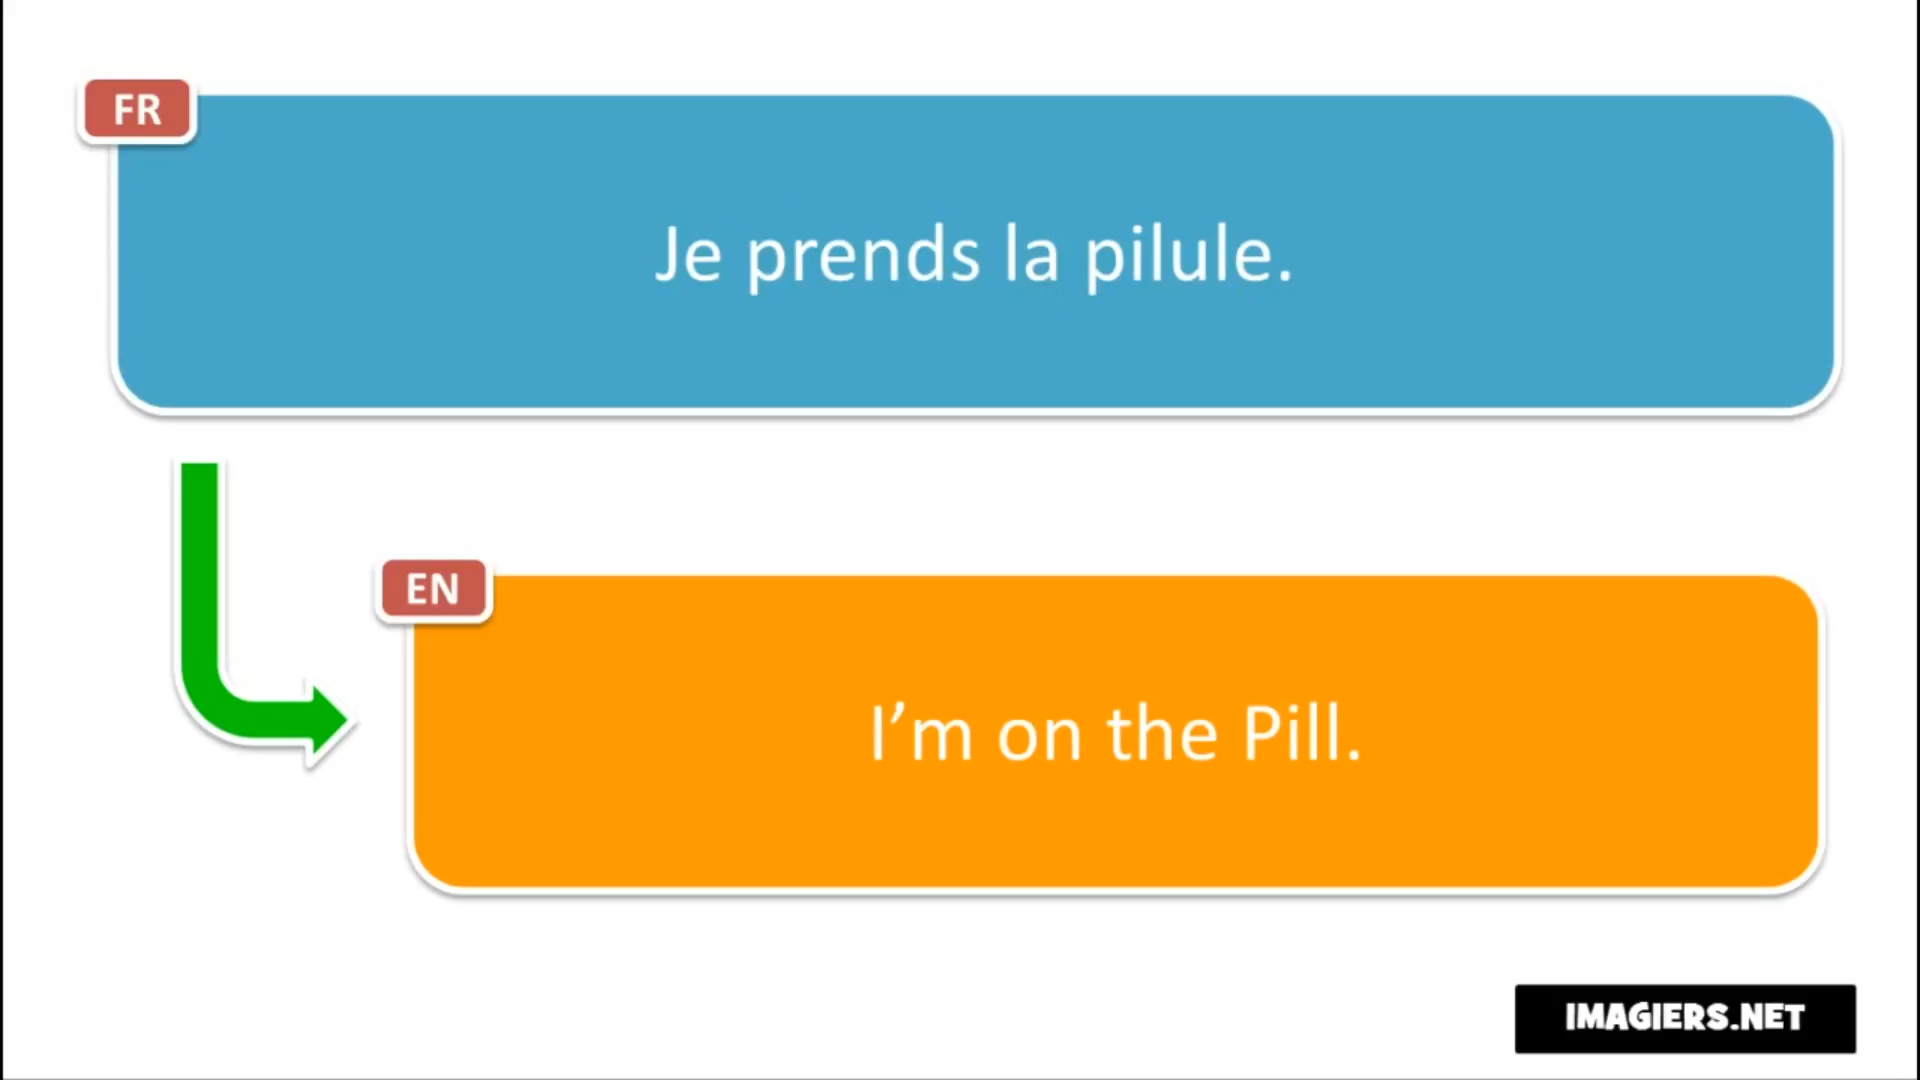 FR
Je prends la pilule.
EN
I’m on the Pill.
IMAGIERS.NET